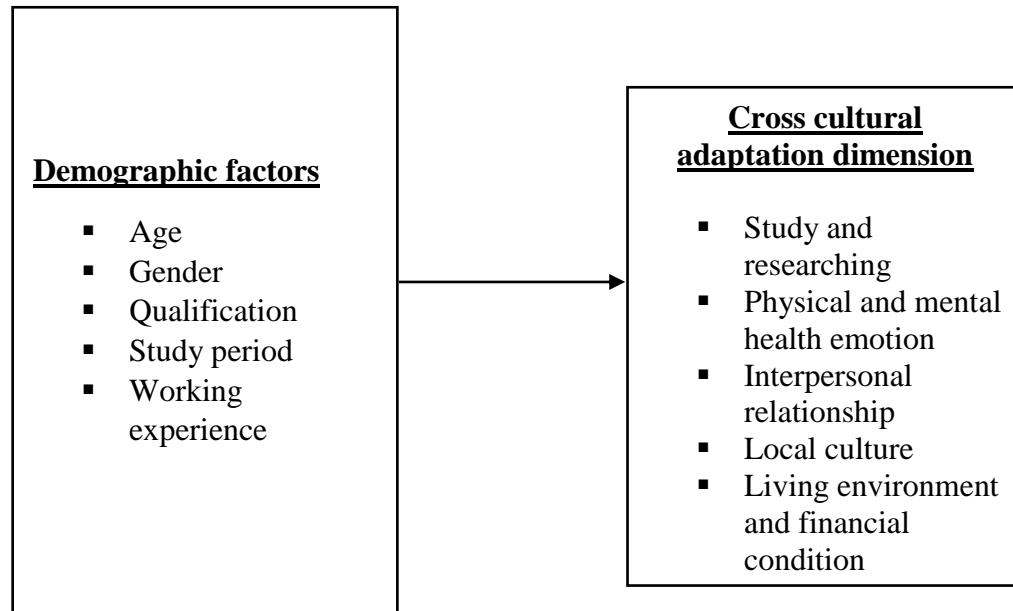 Demographic factors
▪ Age
▪ Gender
▪ Qualification
▪ Study period
▪ Working
experience
Cross cultural
adaptation dimension
▪ Study and
researching
▪ Physical and mental
health emotion
▪ Interpersonal
relationship
▪ Local culture
▪ Living environment
and financial
condition